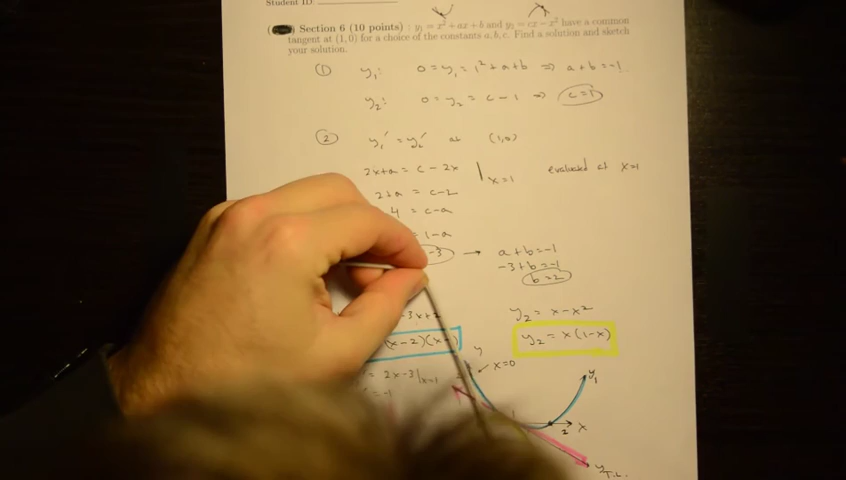 Student ID:
Section 6 (10 points) : y₁ = x² + ax + b and y₂ = cx − x² have a common
tangent at (1, 0) for a choice of the constants a, b, c. Find a solution and sketch
your solution.
① y₁: 0 = y₁ = 1² + a + b ⇒ a + b = −1
y₂: 0 = y₂ = c − 1 ⇒ c = 1
② y₁' = y₂' at (1,0)
2x + a = c − 2x | x=1 evaluated at x=1
2 + a = c − 2
4 = c − a
= 1 − a
−3 → a + b = −1
−3 + b = −1
b = 2
3x + 2 y₂ = x − x²
(x − 2)(x − y₂ = x(1 − x)
= 2x − 3 | x=1 y x=0 y₁
= −1
2 x
y T.L.